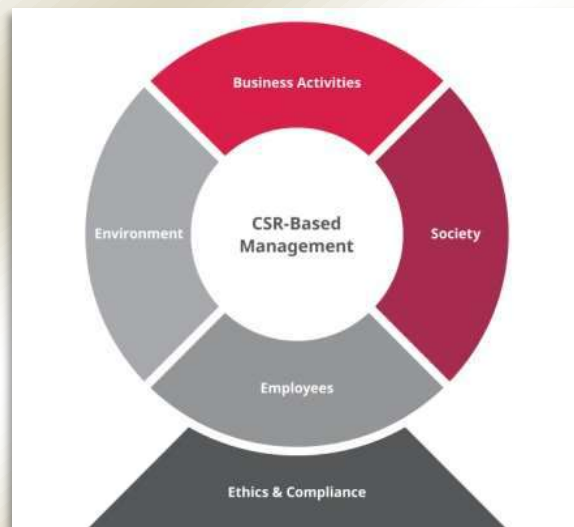 Business Activities
Environment
CSR-Based
Management
Society
Employees
Ethics & Compliance